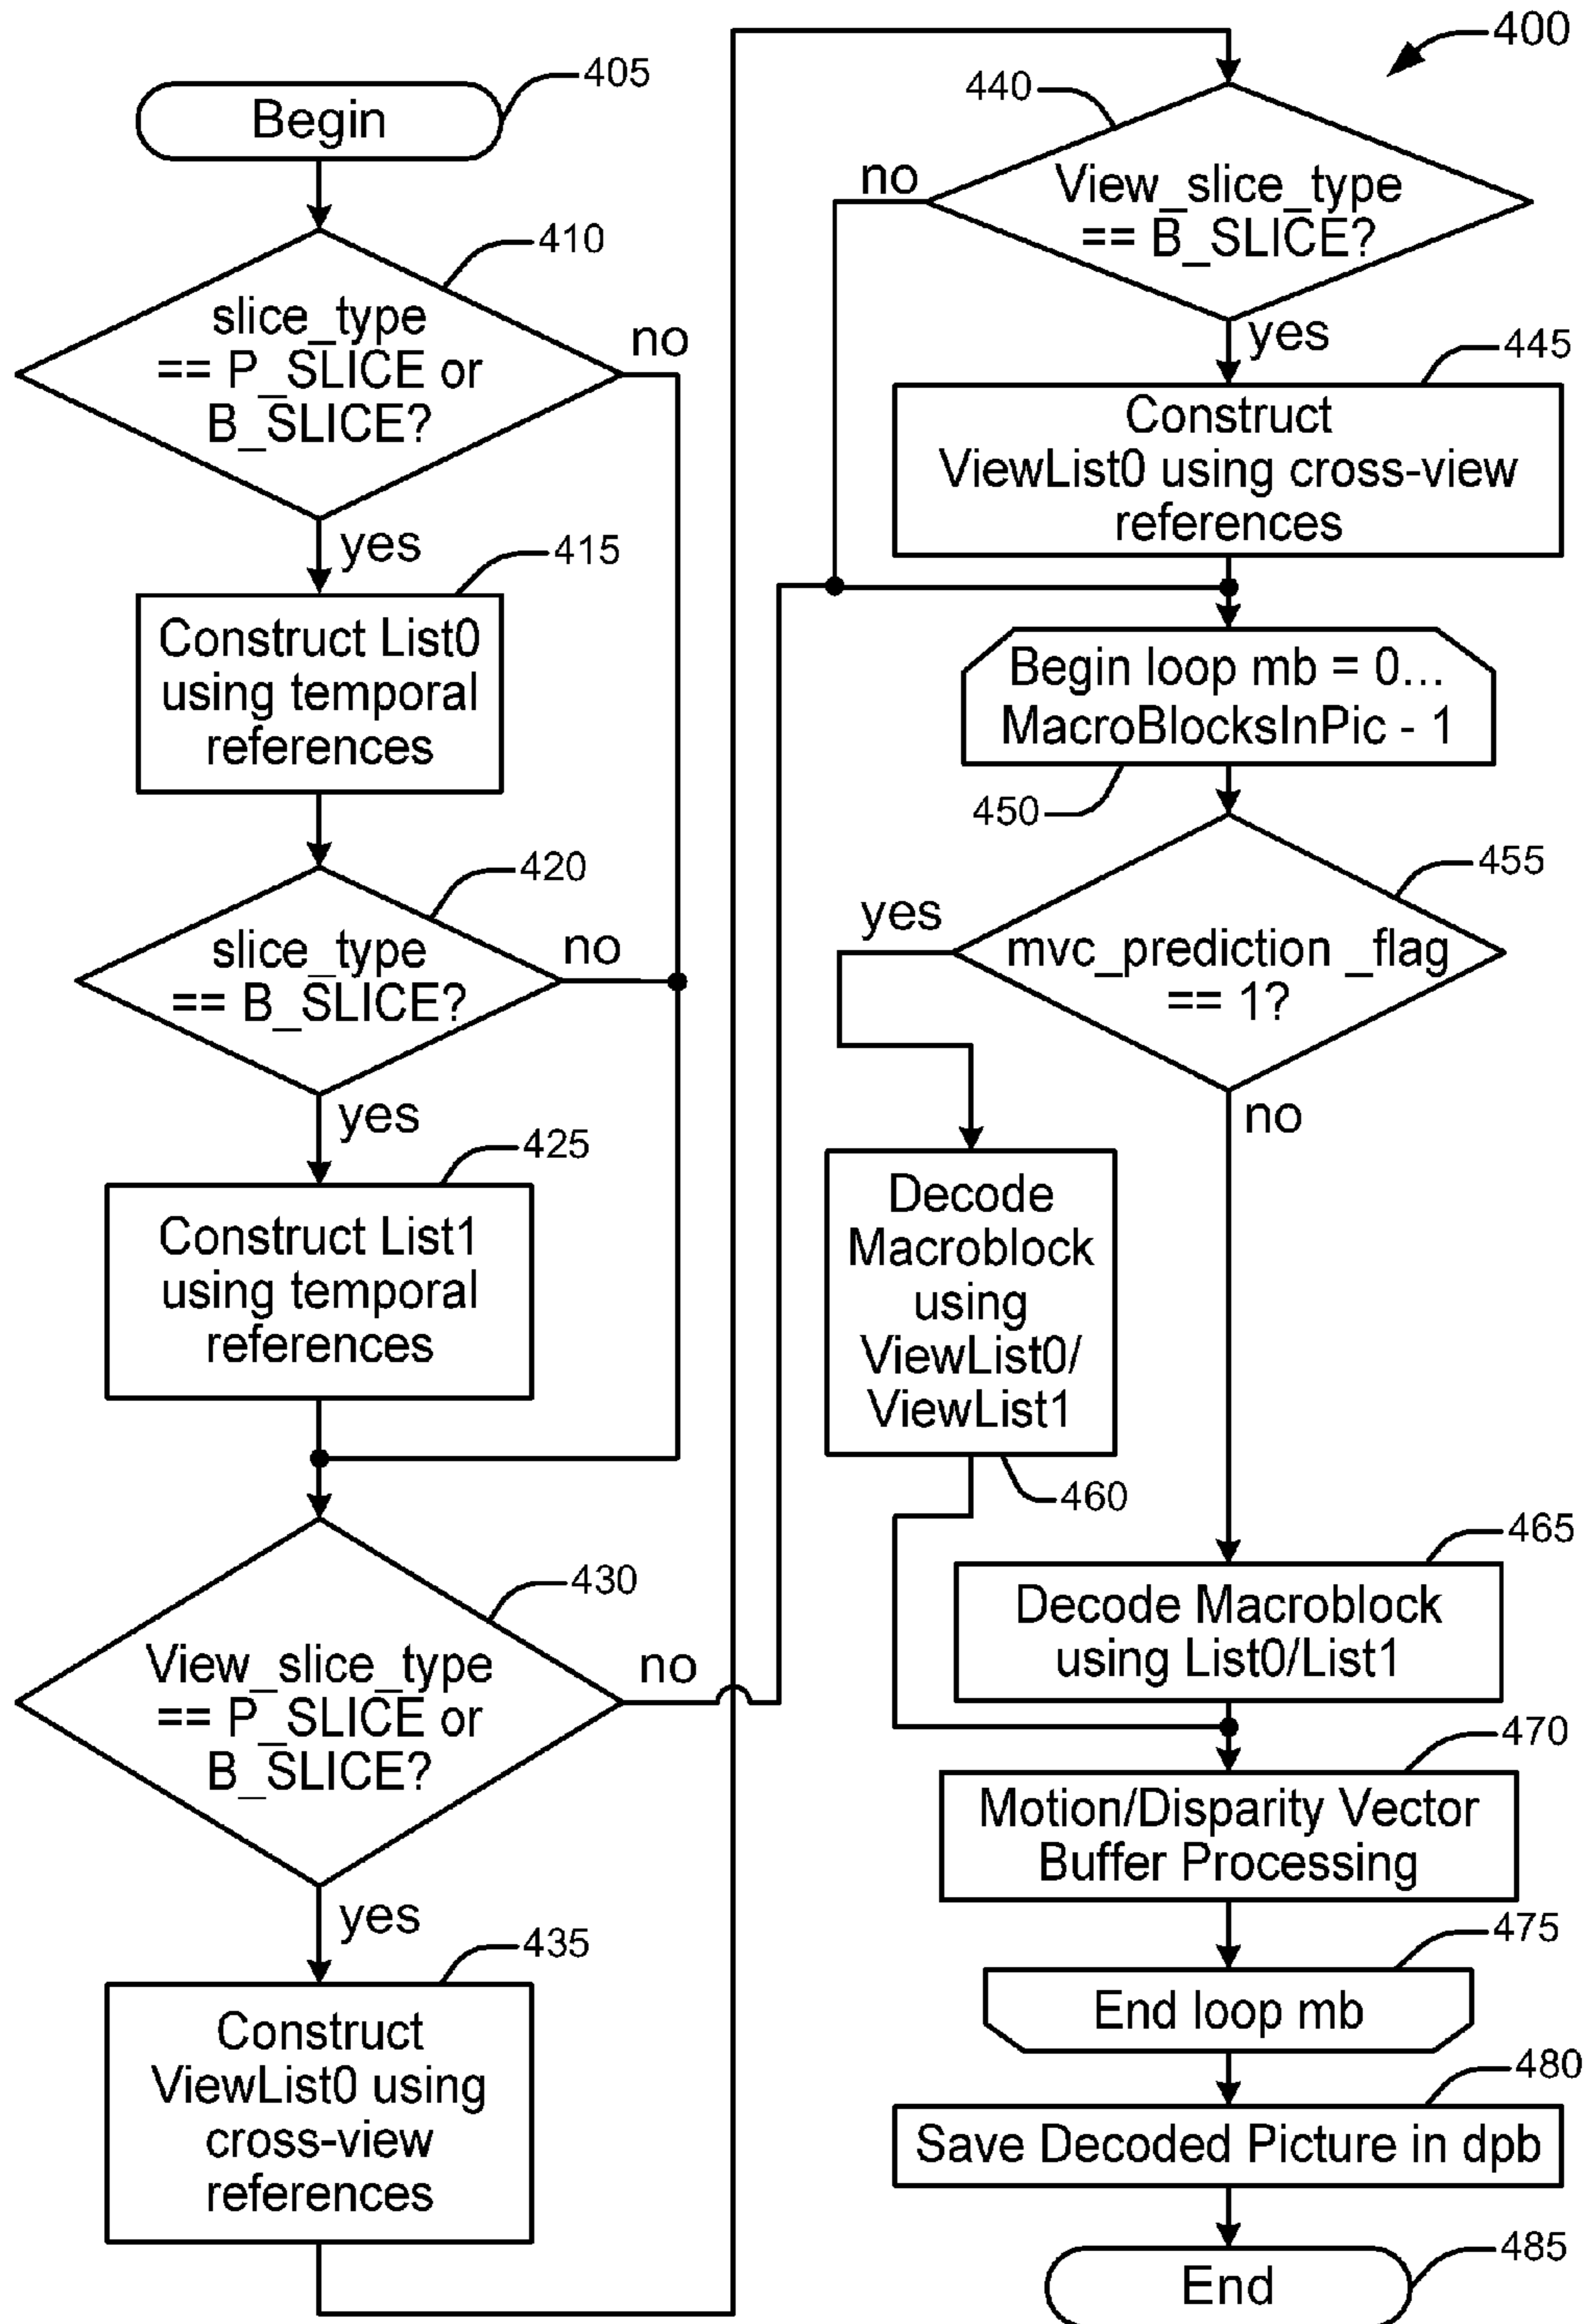 400
405
Begin
410
slice_type
== P_SLICE or
B_SLICE?
no
yes
415
Construct List0
using temporal
references
420
slice_type
== B_SLICE?
no
yes
425
Construct List1
using temporal
references
430
View_slice_type
== P_SLICE or
B_SLICE?
no
yes
435
Construct
ViewList0 using
cross-view
references
440
View_slice_type
== B_SLICE?
no
yes
445
Construct
ViewList0 using cross-view
references
Begin loop mb = 0...
MacroBlocksInPic - 1
450
455
mvc_prediction _flag
== 1?
yes
no
Decode
Macroblock
using
ViewList0/
ViewList1
460
465
Decode Macroblock
using List0/List1
470
Motion/Disparity Vector
Buffer Processing
475
End loop mb
480
Save Decoded Picture in dpb
485
End